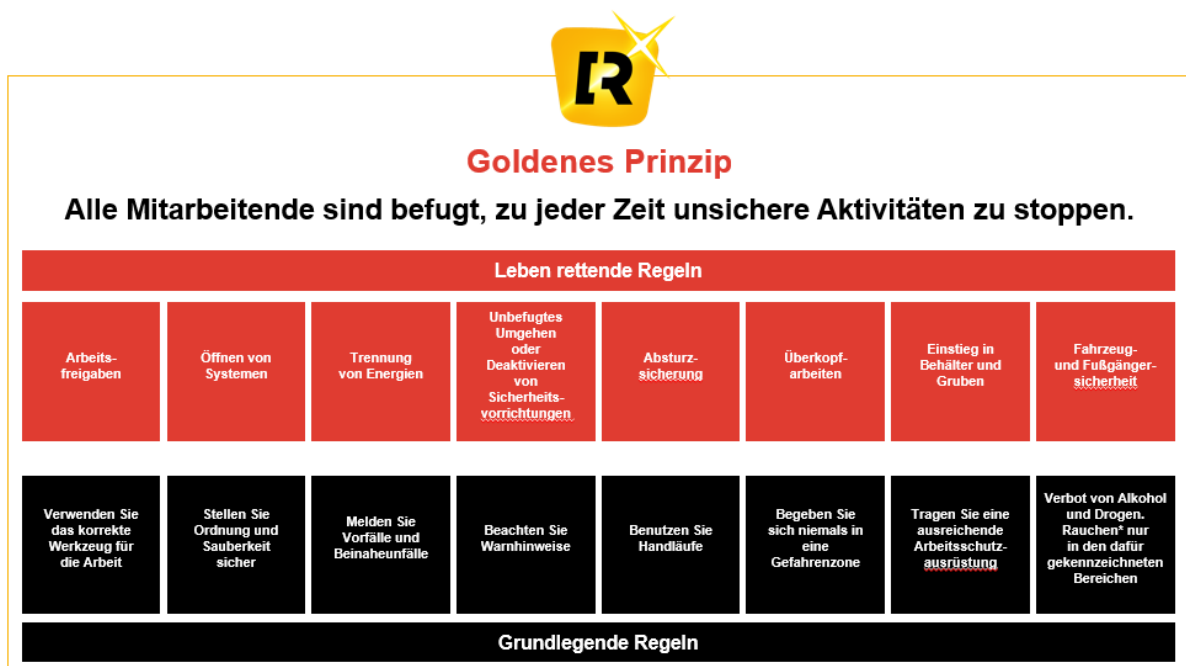 R
Goldenes Prinzip
Alle Mitarbeitende sind befugt, zu jeder Zeit unsichere Aktivitäten zu stoppen.
Leben rettende Regeln
Arbeits-
freigaben
Öffnen von
Systemen
Trennung
von Energien
Unbefugtes
Umgehen
oder
Deaktivieren
von
Sicherheits-
vorrichtungen
Absturz-
sicherung
Überkopf-
arbeiten
Einstieg in
Behälter und
Gruben
Fahrzeug-
und Fußgänger-
sicherheit
Verwenden Sie
das korrekte
Werkzeug für
die Arbeit
Stellen Sie
Ordnung und
Sauberkeit
sicher
Melden Sie
Vorfälle und
Beinaheunfälle
Beachten Sie
Warnhinweise
Benutzen Sie
Handläufe
Begeben Sie
sich niemals in
eine
Gefahrenzone
Tragen Sie eine
ausreichende
Arbeitsschutz-
ausrüstung
Verbot von Alkohol
und Drogen.
Rauchen* nur
in den dafür
gekennzeichneten
Bereichen
Grundlegende Regeln